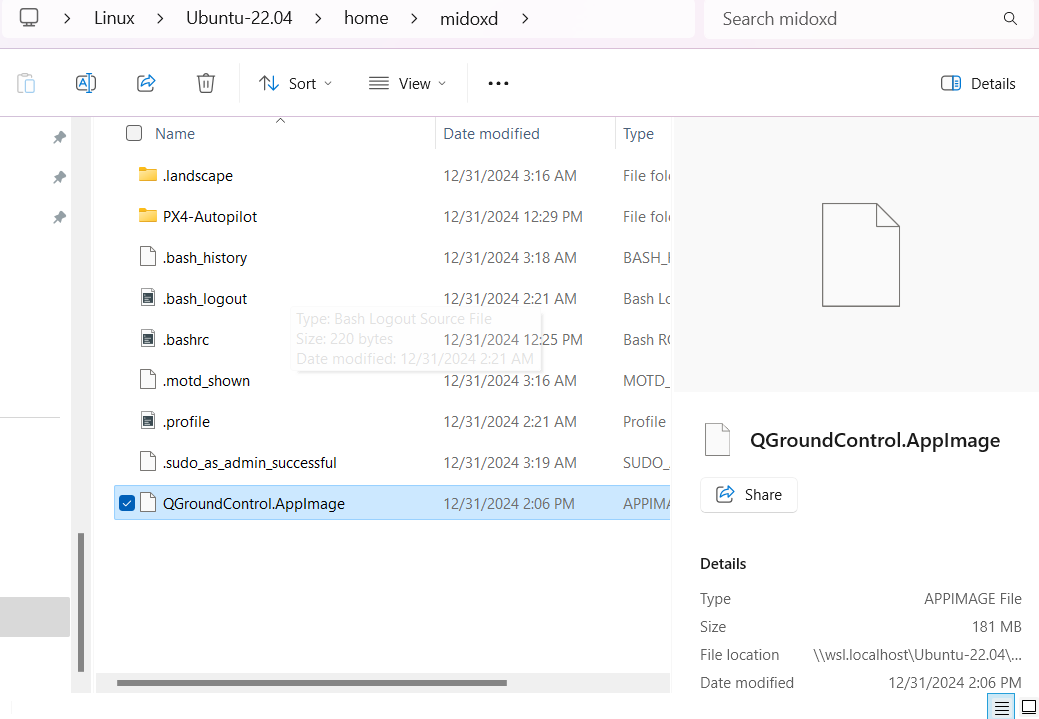 Linux > Ubuntu-22.04 > home > midoxd > Search midoxd
Sort View ••• Details
Name Date modified Type
.landscape 12/31/2024 3:16 AM File fol
PX4-Autopilot 12/31/2024 12:29 PM File fol
.bash_history 12/31/2024 3:18 AM BASH_H
.bash_logout 12/31/2024 2:21 AM Bash Lo
Type: Bash Logout Source File
Size: 220 bytes
Date modified: 12/31/2024 2:21 AM
.bashrc 12/31/2024 12:25 PM Bash RC
.motd_shown 12/31/2024 3:16 AM MOTD_
.profile 12/31/2024 2:21 AM Profile
.sudo_as_admin_successful 12/31/2024 3:19 AM SUDO_
QGroundControl.AppImage 12/31/2024 2:06 PM APPIMA
QGroundControl.AppImage
Share
Details
Type APPIMAGE File
Size 181 MB
File location \\wsl.localhost\Ubuntu-22.04\...
Date modified 12/31/2024 2:06 PM